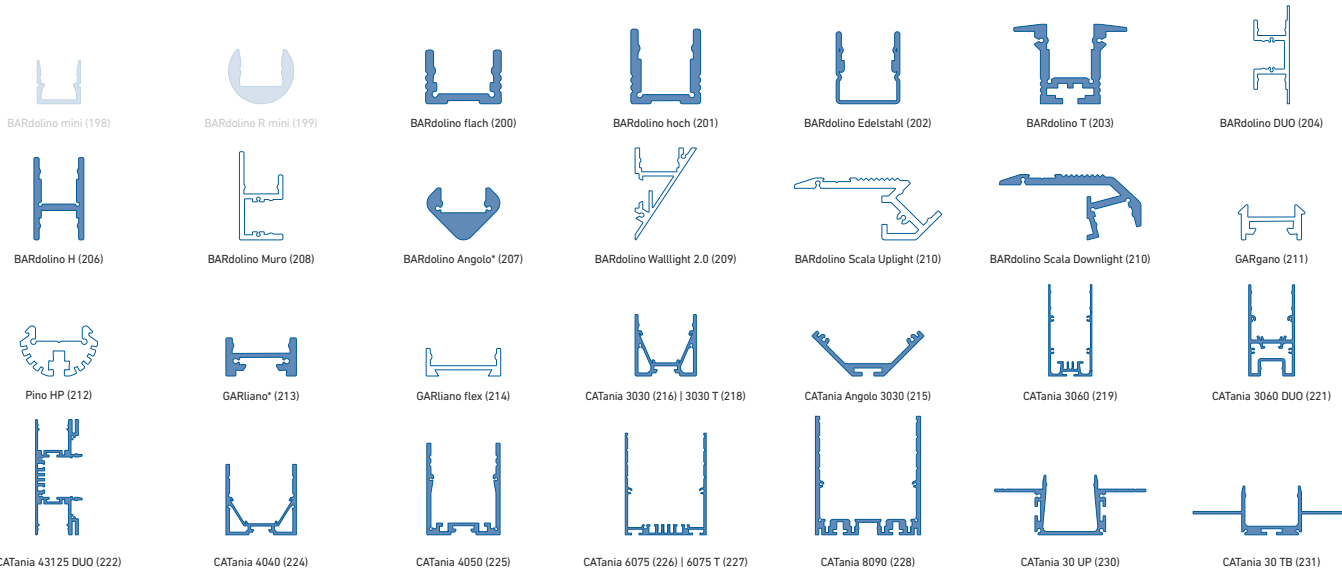 BARdolino mini (198)
BARdolino R mini (199)
BARdolino flach (200)
BARdolino hoch (201)
BARdolino Edelstahl (202)
BARdolino T (203)
BARdolino DUO (204)
BARdolino H (206)
BARdolino Muro (208)
BARdolino Angolo* (207)
BARdolino Walllight 2.0 (209)
BARdolino Scala Uplight (210)
BARdolino Scala Downlight (210)
GARgano (211)
Pino HP (212)
GARliano* (213)
GARliano flex (214)
CATania 3030 (216) | 3030 T (218)
CATania Angolo 3030 (215)
CATania 3060 (219)
CATania 3060 DUO (221)
CATania 43125 DUO (222)
CATania 4040 (224)
CATania 4050 (225)
CATania 6075 (226) | 6075 T (227)
CATania 8090 (228)
CATania 30 UP (230)
CATania 30 TB (231)